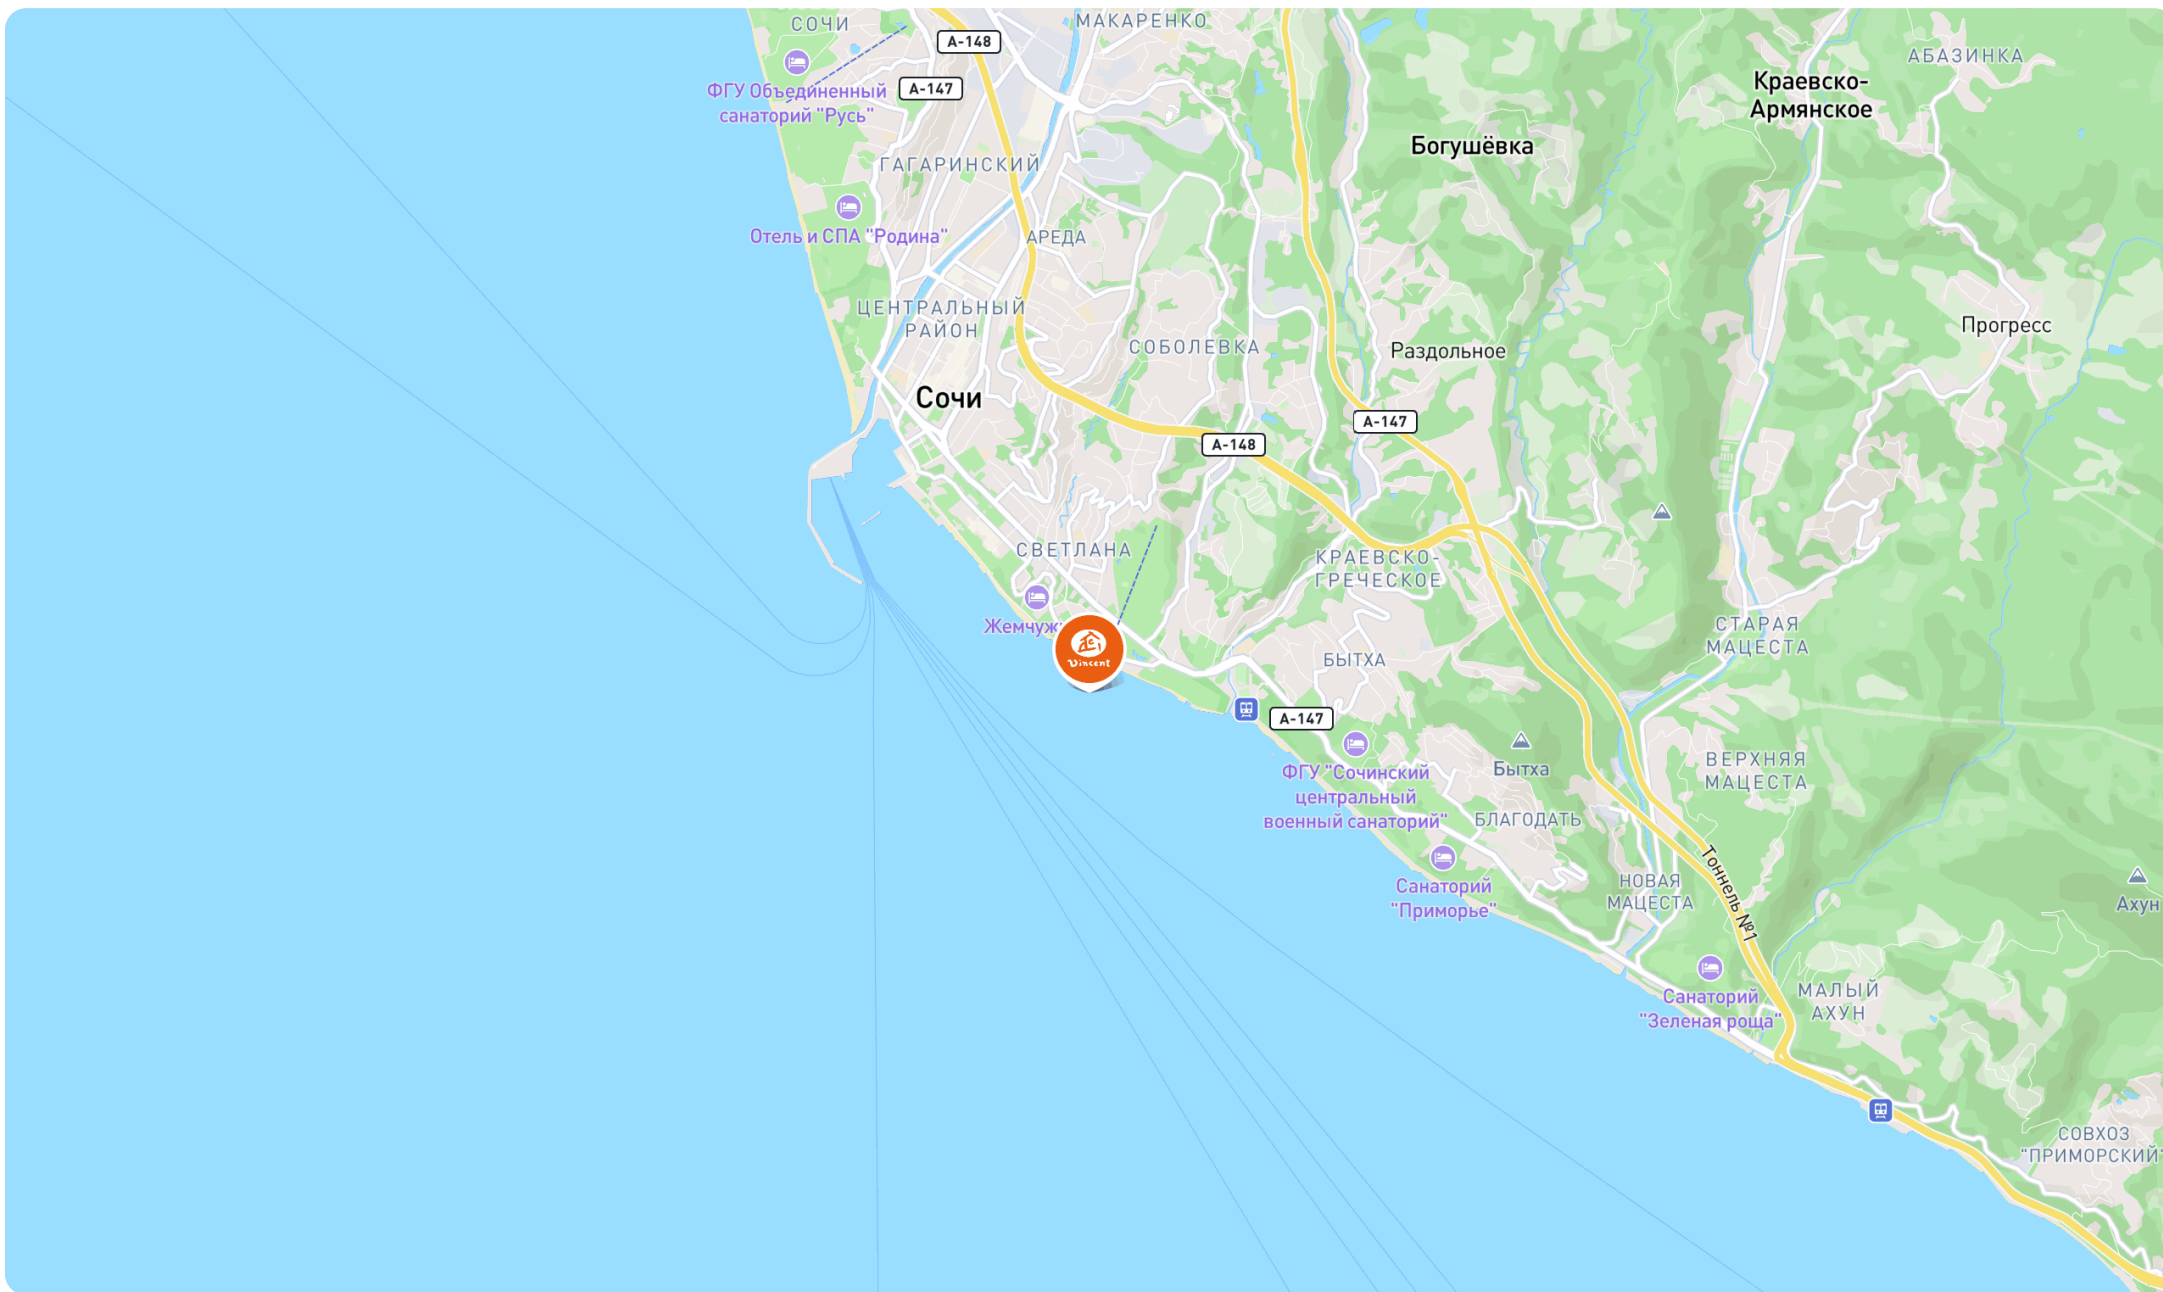 СОЧИ
МАКАРЕНКО
А-148
АБАЗИНКА
ФГУ Объединенный
санаторий "Русь"
А-147
Краевско-
Армянское
Богушёвка
ГАГАРИНСКИЙ
Отель и СПА "Родина"
АРЕДА
ЦЕНТРАЛЬНЫЙ
РАЙОН
СОБОЛЕВКА
Раздольное
Прогресс
Сочи
А-147
А-148
СВЕТЛАНА
КРАЕВСКО-
ГРЕЧЕСКОЕ
Жемчуж
Vincent
БЫТХА
СТАРАЯ
МАЦЕСТА
А-147
ФГУ "Сочинский
центральный
военный санаторий"
Бытха
ВЕРХНЯЯ
МАЦЕСТА
БЛАГОДАТЬ
Тоннель №1
Санаторий
"Приморье"
НОВАЯ
МАЦЕСТА
Ахун
Санаторий
"Зеленая роща"
МАЛЫЙ
АХУН
СОВХОЗ
"ПРИМОРСКИЙ"